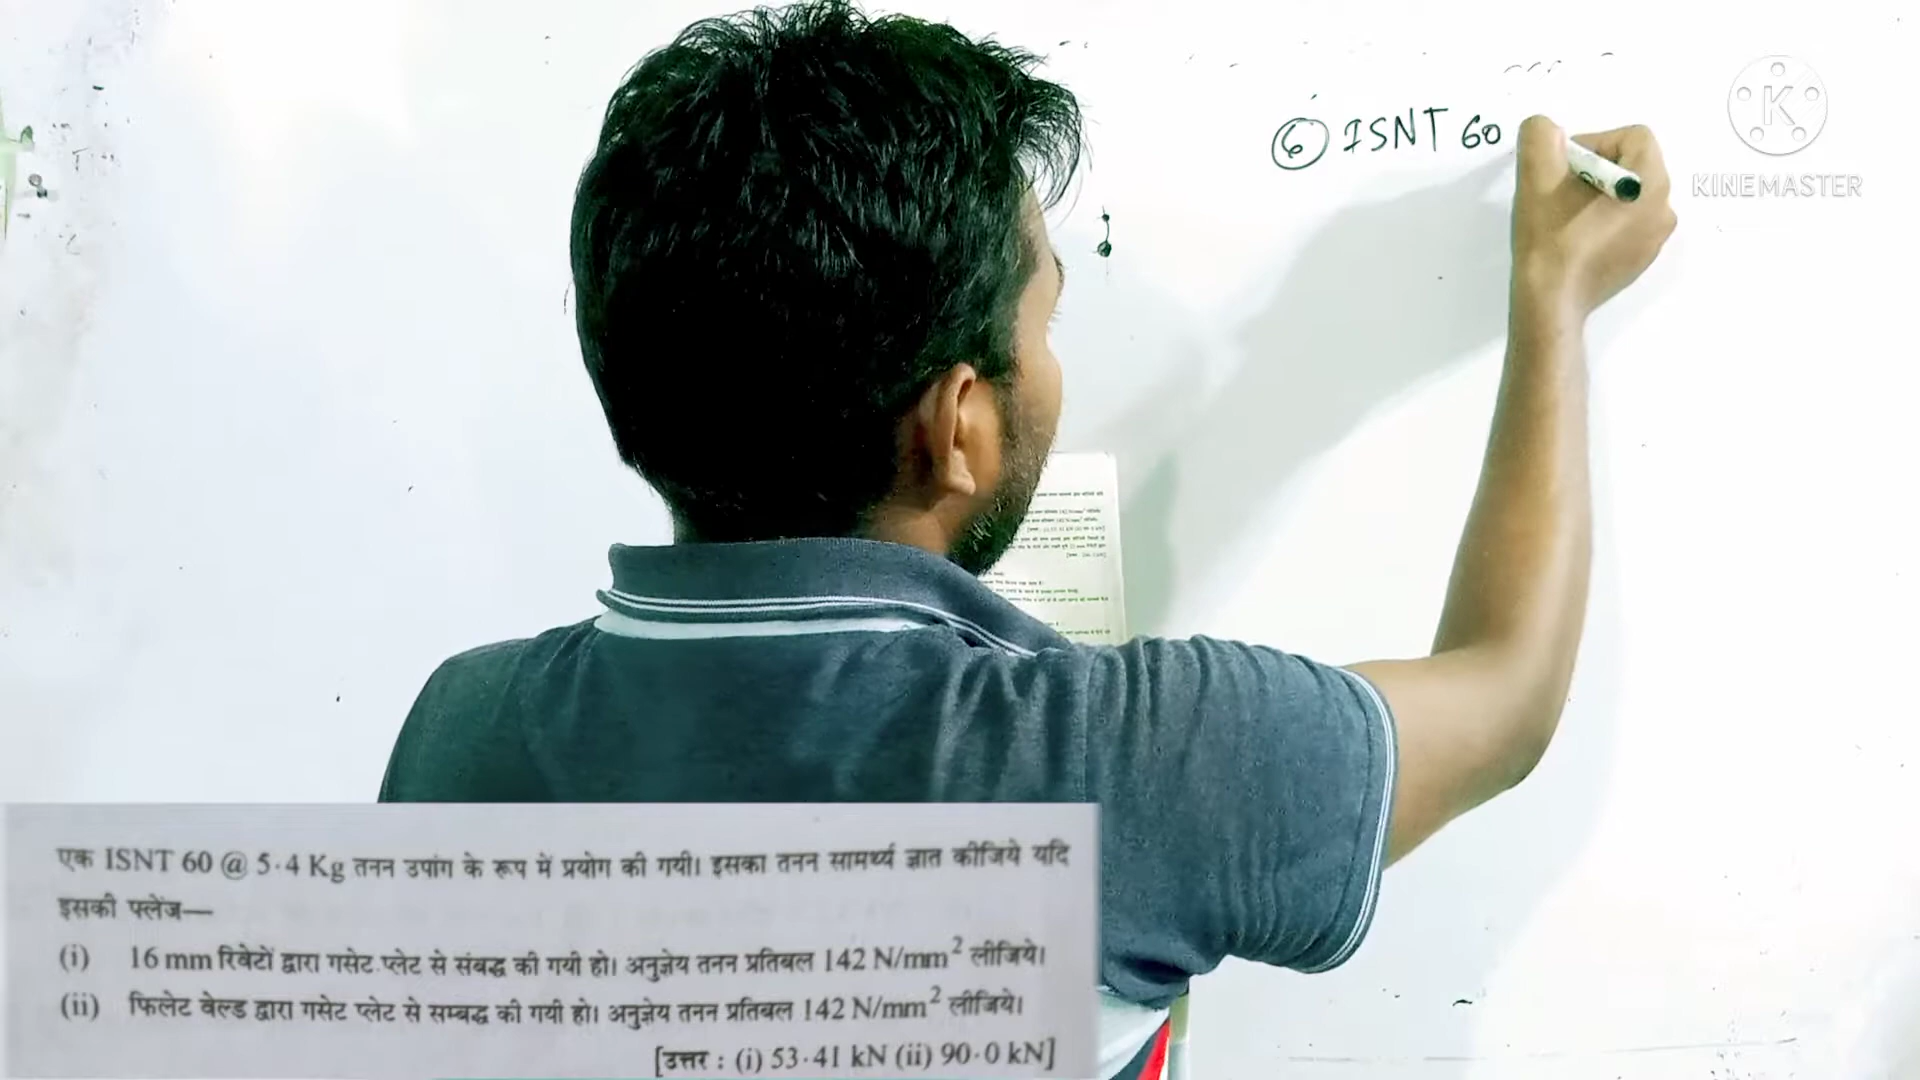 ⑥ ISNT 60
KINEMASTER
एक ISNT 60 @ 5·4 Kg तनन उपांग के रूप में प्रयोग की गयी। इसका तनन सामर्थ्य ज्ञात कीजिये यदि
इसकी फ्लेंज—
(i) 16 mm रिवेटों द्वारा गसेट प्लेट से संबद्ध की गयी हो। अनुज्ञेय तनन प्रतिबल 142 N/mm² लीजिये।
(ii) फिलेट वेल्ड द्वारा गसेट प्लेट से सम्बद्ध की गयी हो। अनुज्ञेय तनन प्रतिबल 142 N/mm² लीजिये।
[उत्तर : (i) 53·41 kN (ii) 90·0 kN]